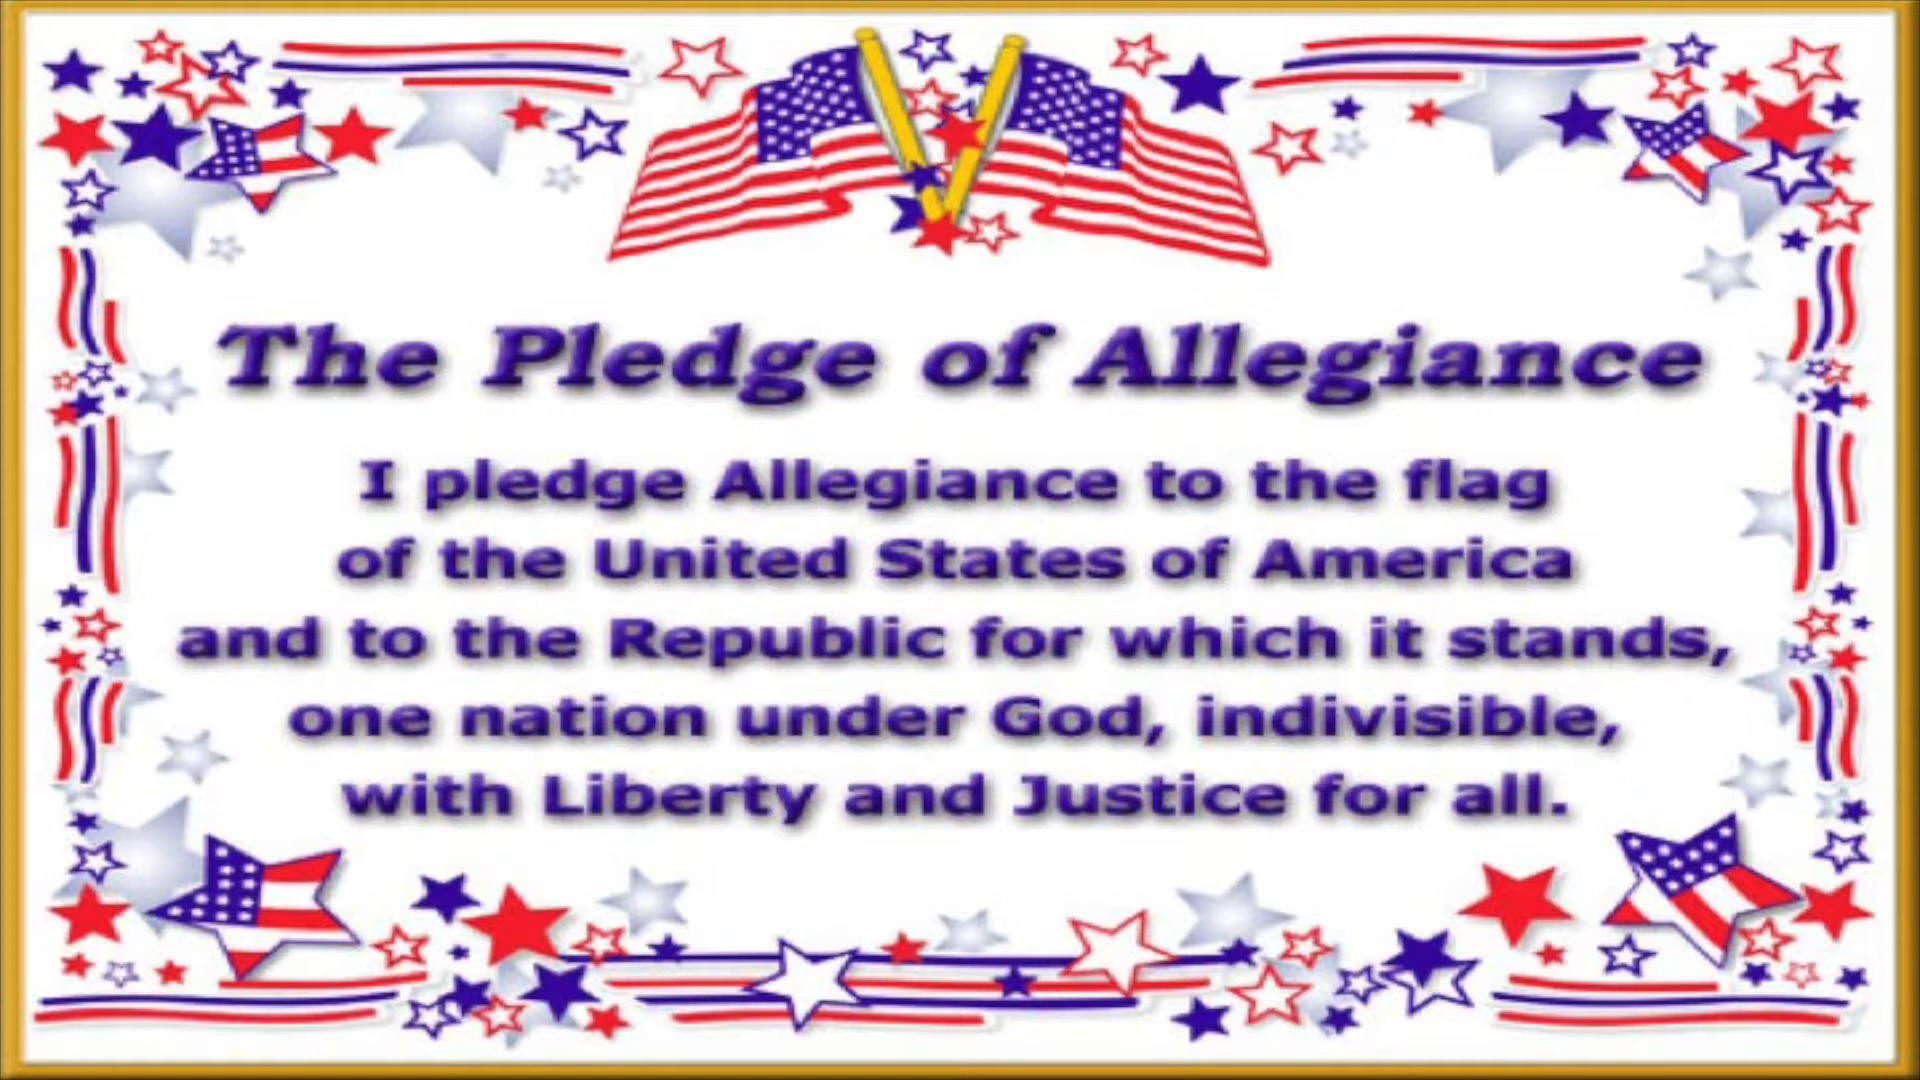 The Pledge of Allegiance
I pledge Allegiance to the flag
of the United States of America
and to the Republic for which it stands,
one nation under God, indivisible,
with Liberty and Justice for all.